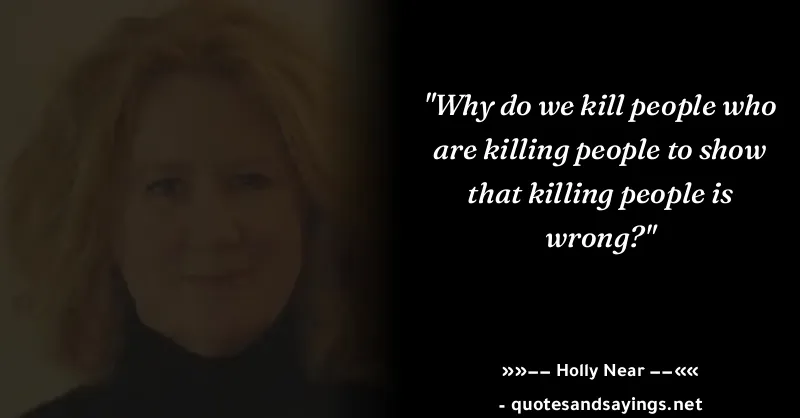 "Why do we kill people who
are killing people to show
that killing people is
wrong?"
»»−− Holly Near −−««
- quotesandsayings.net